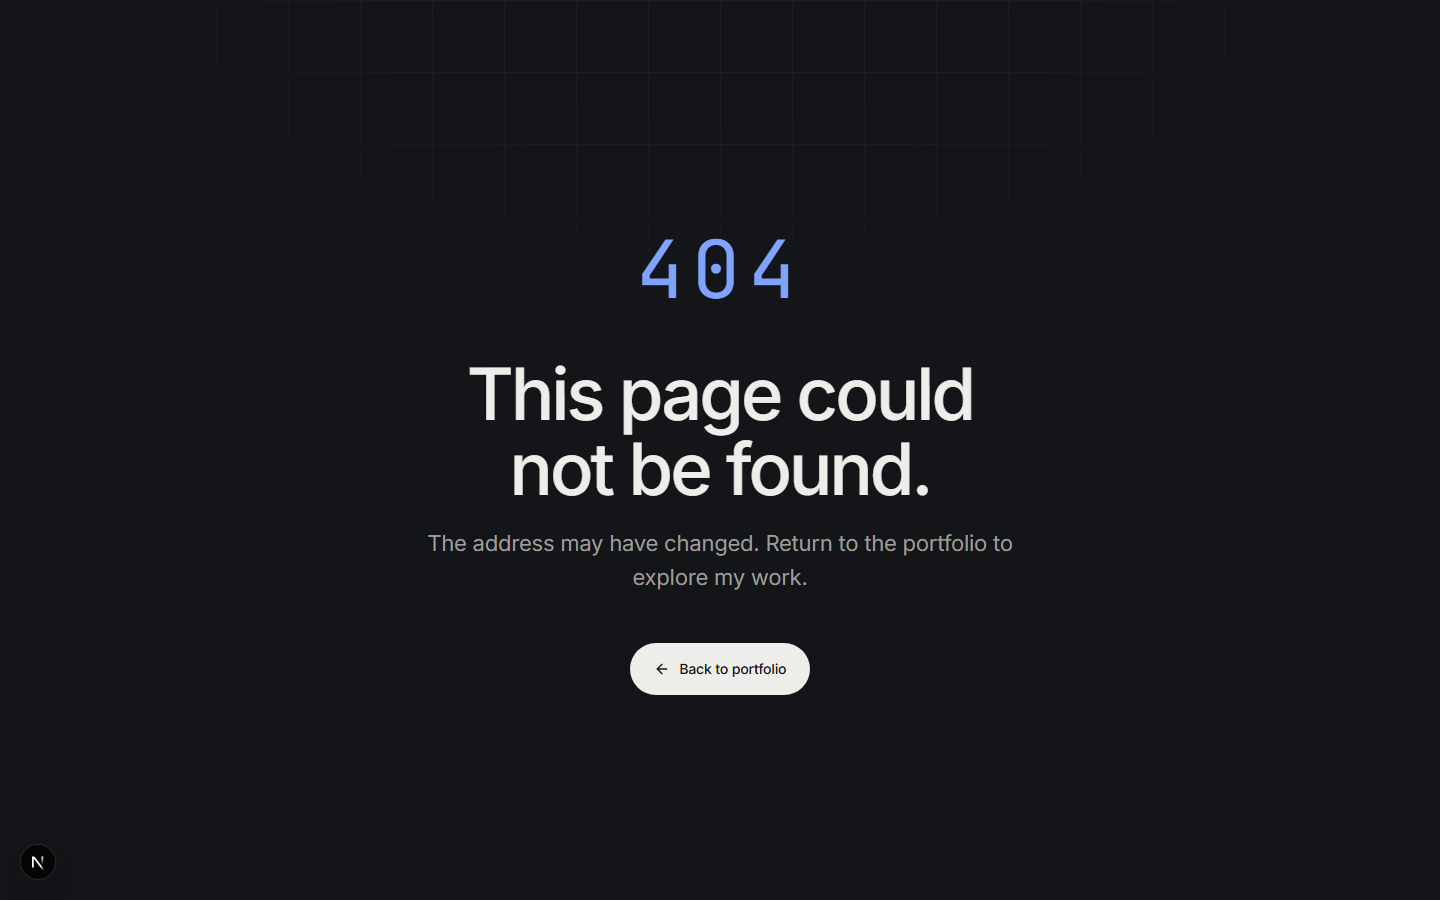 404
This page could
not be found.
The address may have changed. Return to the portfolio to
explore my work.
Back to portfolio
N